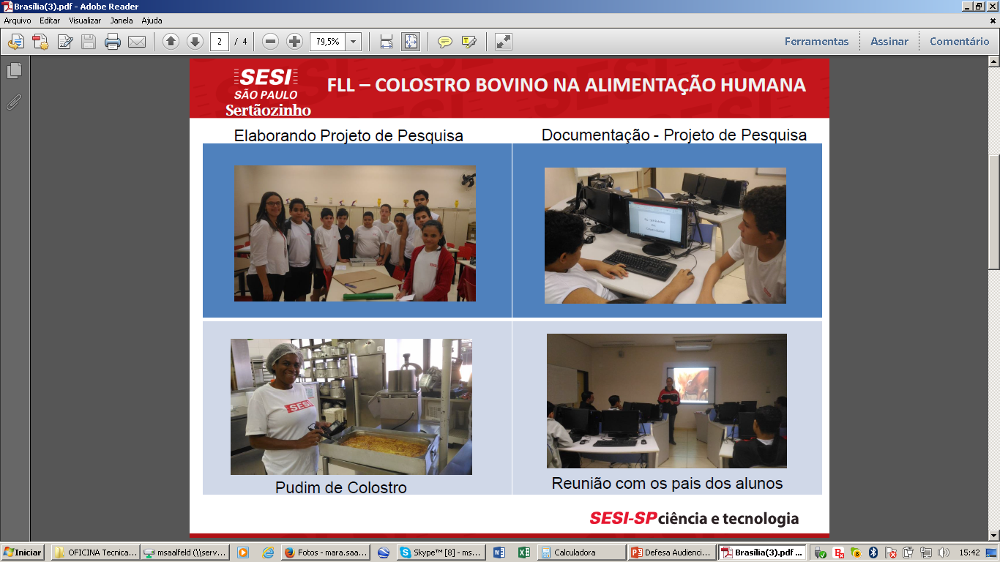 Brasília(3).pdf - Adobe Reader
Arquivo Editar Visualizar Janela Ajuda
2 / 4 79,5% Ferramentas Assinar Comentário
SESI
SÃO PAULO
Sertãozinho
FLL – COLOSTRO BOVINO NA ALIMENTAÇÃO HUMANA
Elaborando Projeto de Pesquisa
Documentação - Projeto de Pesquisa
SESI
Pudim de Colostro
Reunião com os pais dos alunos
SESI-SP ciência e tecnologia
Iniciar OFICINA Tecnica... msaalfeld (\\serv... Fotos - mara.saa... Skype™ [8] - ms... Calculadora Defesa Audienci... Brasília(3).pdf ... 15:42